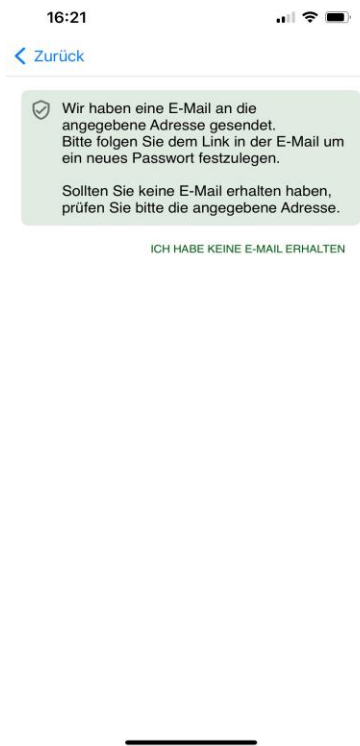 16:21
Zurück
Wir haben eine E-Mail an die
angegebene Adresse gesendet.
Bitte folgen Sie dem Link in der E-Mail um
ein neues Passwort festzulegen.
Sollten Sie keine E-Mail erhalten haben,
prüfen Sie bitte die angegebene Adresse.
ICH HABE KEINE E-MAIL ERHALTEN